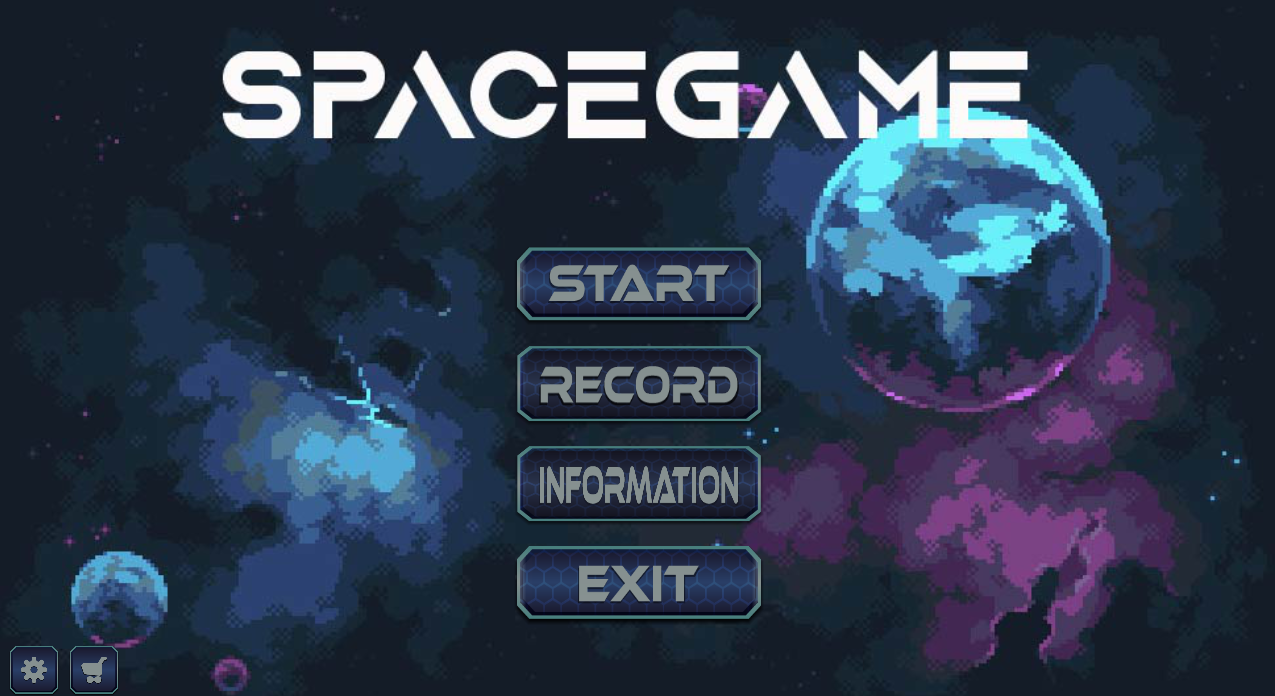 SPACEGAME
START
RECORD
INFORMATION
EXIT